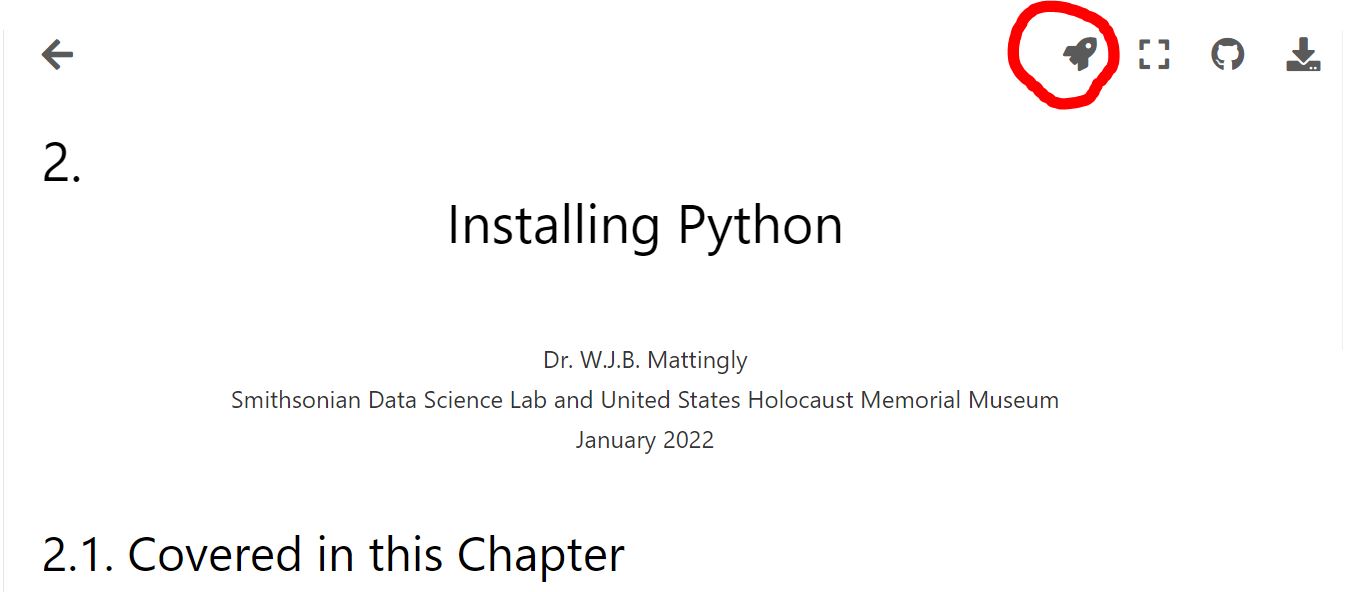 2.
Installing Python
Dr. W.J.B. Mattingly
Smithsonian Data Science Lab and United States Holocaust Memorial Museum
January 2022
2.1. Covered in this Chapter